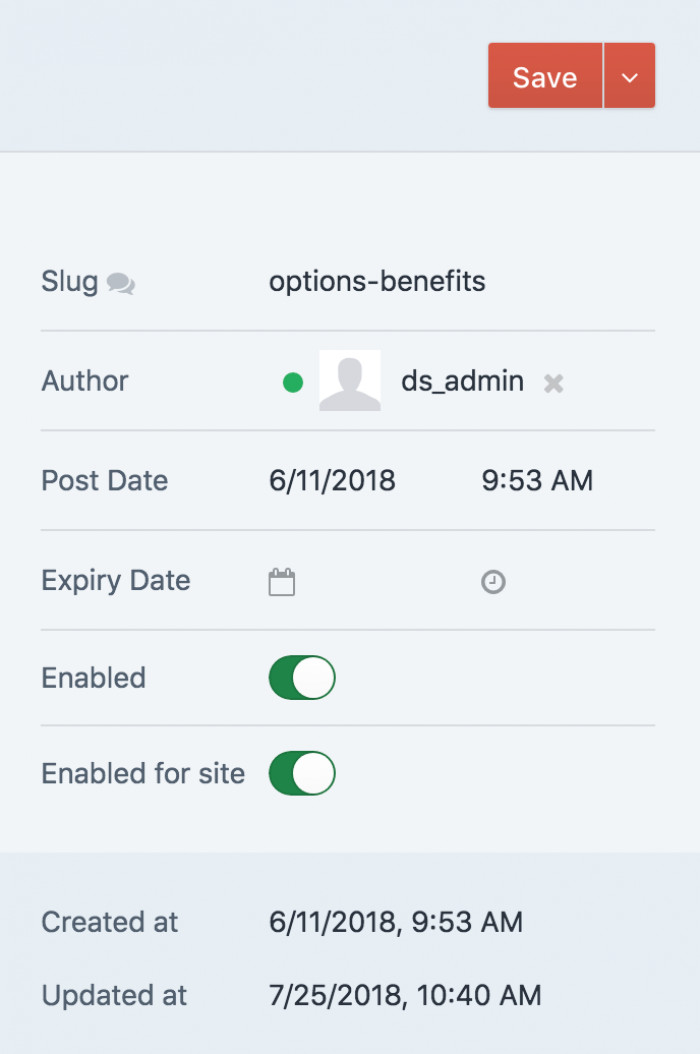 Save
Slug options-benefits
Author ds_admin
Post Date 6/11/2018 9:53 AM
Expiry Date
Enabled
Enabled for site
Created at 6/11/2018, 9:53 AM
Updated at 7/25/2018, 10:40 AM